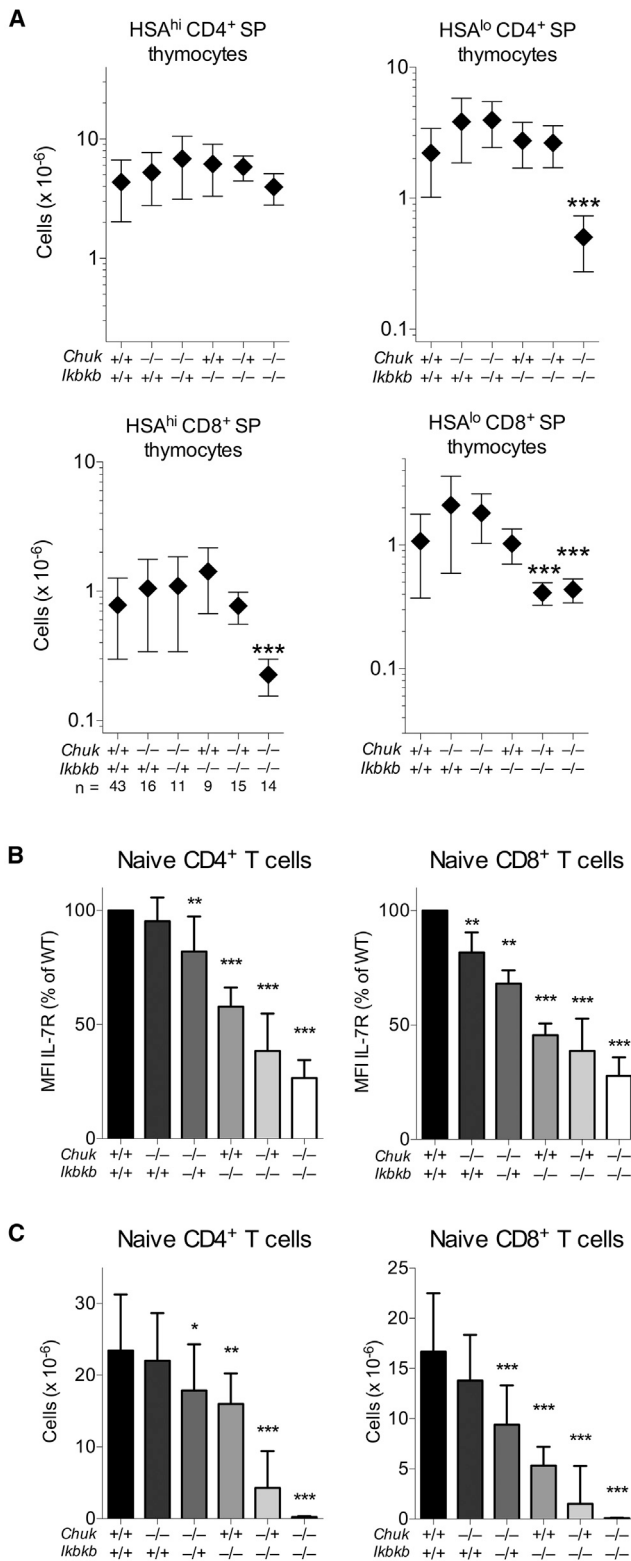 A
HSAhi CD4+ SP
thymocytes
HSAlo CD4+ SP
thymocytes
Cells (x 10-6)
10
1
10
1
0.1
***
Chuk +/+ –/– –/– +/+ –/+ –/–
Ikbkb +/+ +/+ –/+ –/– –/– –/–
Chuk +/+ –/– –/– +/+ –/+ –/–
Ikbkb +/+ +/+ –/+ –/– –/– –/–
HSAhi CD8+ SP
thymocytes
HSAlo CD8+ SP
thymocytes
Cells (x 10-6)
10
1
0.1
***
1
0.1
*** ***
Chuk +/+ –/– –/– +/+ –/+ –/–
Ikbkb +/+ +/+ –/+ –/– –/– –/–
n = 43 16 11 9 15 14
Chuk +/+ –/– –/– +/+ –/+ –/–
Ikbkb +/+ +/+ –/+ –/– –/– –/–
B
Naive CD4+ T cells
Naive CD8+ T cells
MFI IL-7R (% of WT)
100
50
0
** *** *** ***
MFI IL-7R (% of WT)
100
50
0
** ** *** *** ***
Chuk +/+ –/– –/– +/+ –/+ –/–
Ikbkb +/+ +/+ –/+ –/– –/– –/–
Chuk +/+ –/– –/– +/+ –/+ –/–
Ikbkb +/+ +/+ –/+ –/– –/– –/–
C
Naive CD4+ T cells
Naive CD8+ T cells
Cells (x 10-6)
30
20
10
0
* ** *** ***
Cells (x 10-6)
25
20
15
10
5
0
*** *** *** ***
Chuk +/+ –/– –/– +/+ –/+ –/–
Ikbkb +/+ +/+ –/+ –/– –/– –/–
Chuk +/+ –/– –/– +/+ –/+ –/–
Ikbkb +/+ +/+ –/+ –/– –/– –/–